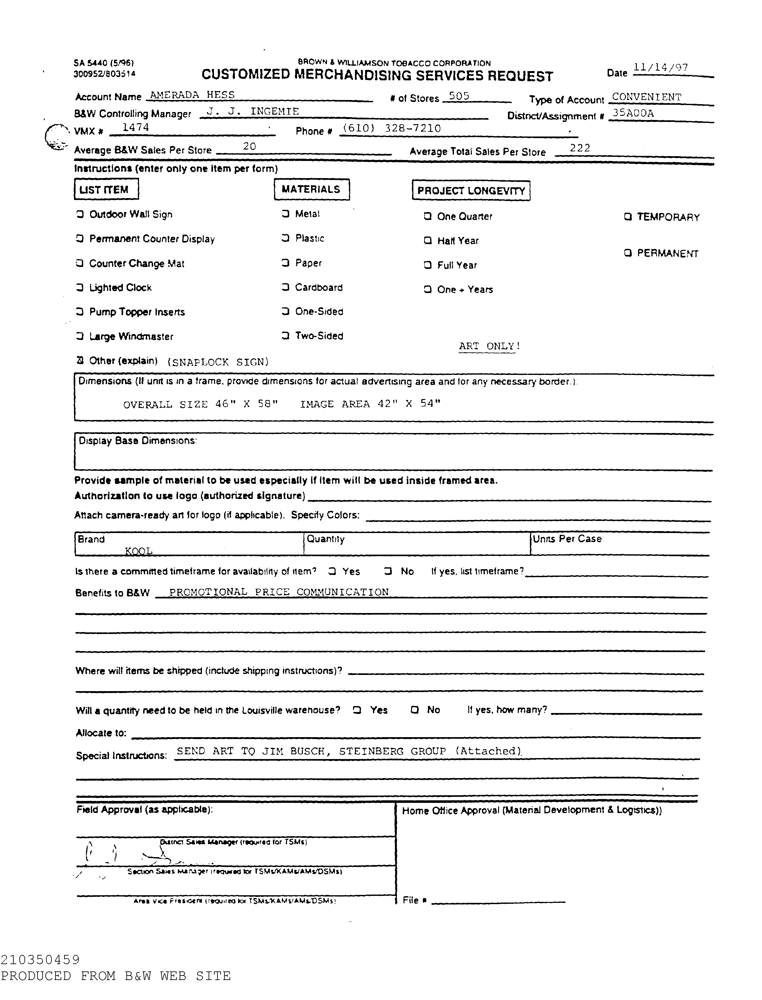 SA 5440 (5/96) BROWN & WILLIAMSON TOBACCO CORPORATION
300952/803514 CUSTOMIZED MERCHANDISING SERVICES REQUEST Date 11/14/97
Account Name AMERADA HESS # of Stores 505 Type of Account CONVENIENT
B&W Controlling Manager J. J. INGEMIE District/Assignment # 35A00A
VMX # 1474 Phone # (610) 328-7210
Average B&W Sales Per Store 20 Average Total Sales Per Store 222
Instructions (enter only one item per form)
LIST ITEM MATERIALS PROJECT LONGEVITY
Outdoor Wall Sign Metal One Quarter TEMPORARY
Permanent Counter Display Plastic Half Year PERMANENT
Counter Change Mat Paper Full Year
Lighted Clock Cardboard One + Years
Pump Topper Inserts One-Sided
Large Windmaster Two-Sided ART ONLY!
Other (explain) (SNAPLOCK SIGN)
Dimensions (If unit is in a frame, provide dimensions for actual advertising area and for any necessary border.)
OVERALL SIZE 46" X 58" IMAGE AREA 42" X 54"
Display Base Dimensions:
Provide sample of material to be used especially if item will be used inside framed area.
Authorization to use logo (authorized signature)
Attach camera-ready art for logo (if applicable). Specify Colors:
Brand Quantity Units Per Case
KOOL
Is there a committed timeframe for availability of item? Yes No If yes, list timeframe?
Benefits to B&W PROMOTIONAL PRICE COMMUNICATION
Where will items be shipped (include shipping instructions)?
Will a quantity need to be held in the Louisville warehouse? Yes No If yes, how many?
Allocate to:
Special Instructions: SEND ART TO JIM BUSCH, STEINBERG GROUP (Attached)
Field Approval (as applicable): Home Office Approval (Material Development & Logistics))
District Sales Manager (required for TSMs)
Section Sales Manager (required for TSMs/KAMs/AMs/DSMs)
Area Vice President (required for TSMs/KAMs/AMs/DSMs) File #
210350459
PRODUCED FROM B&W WEB SITE